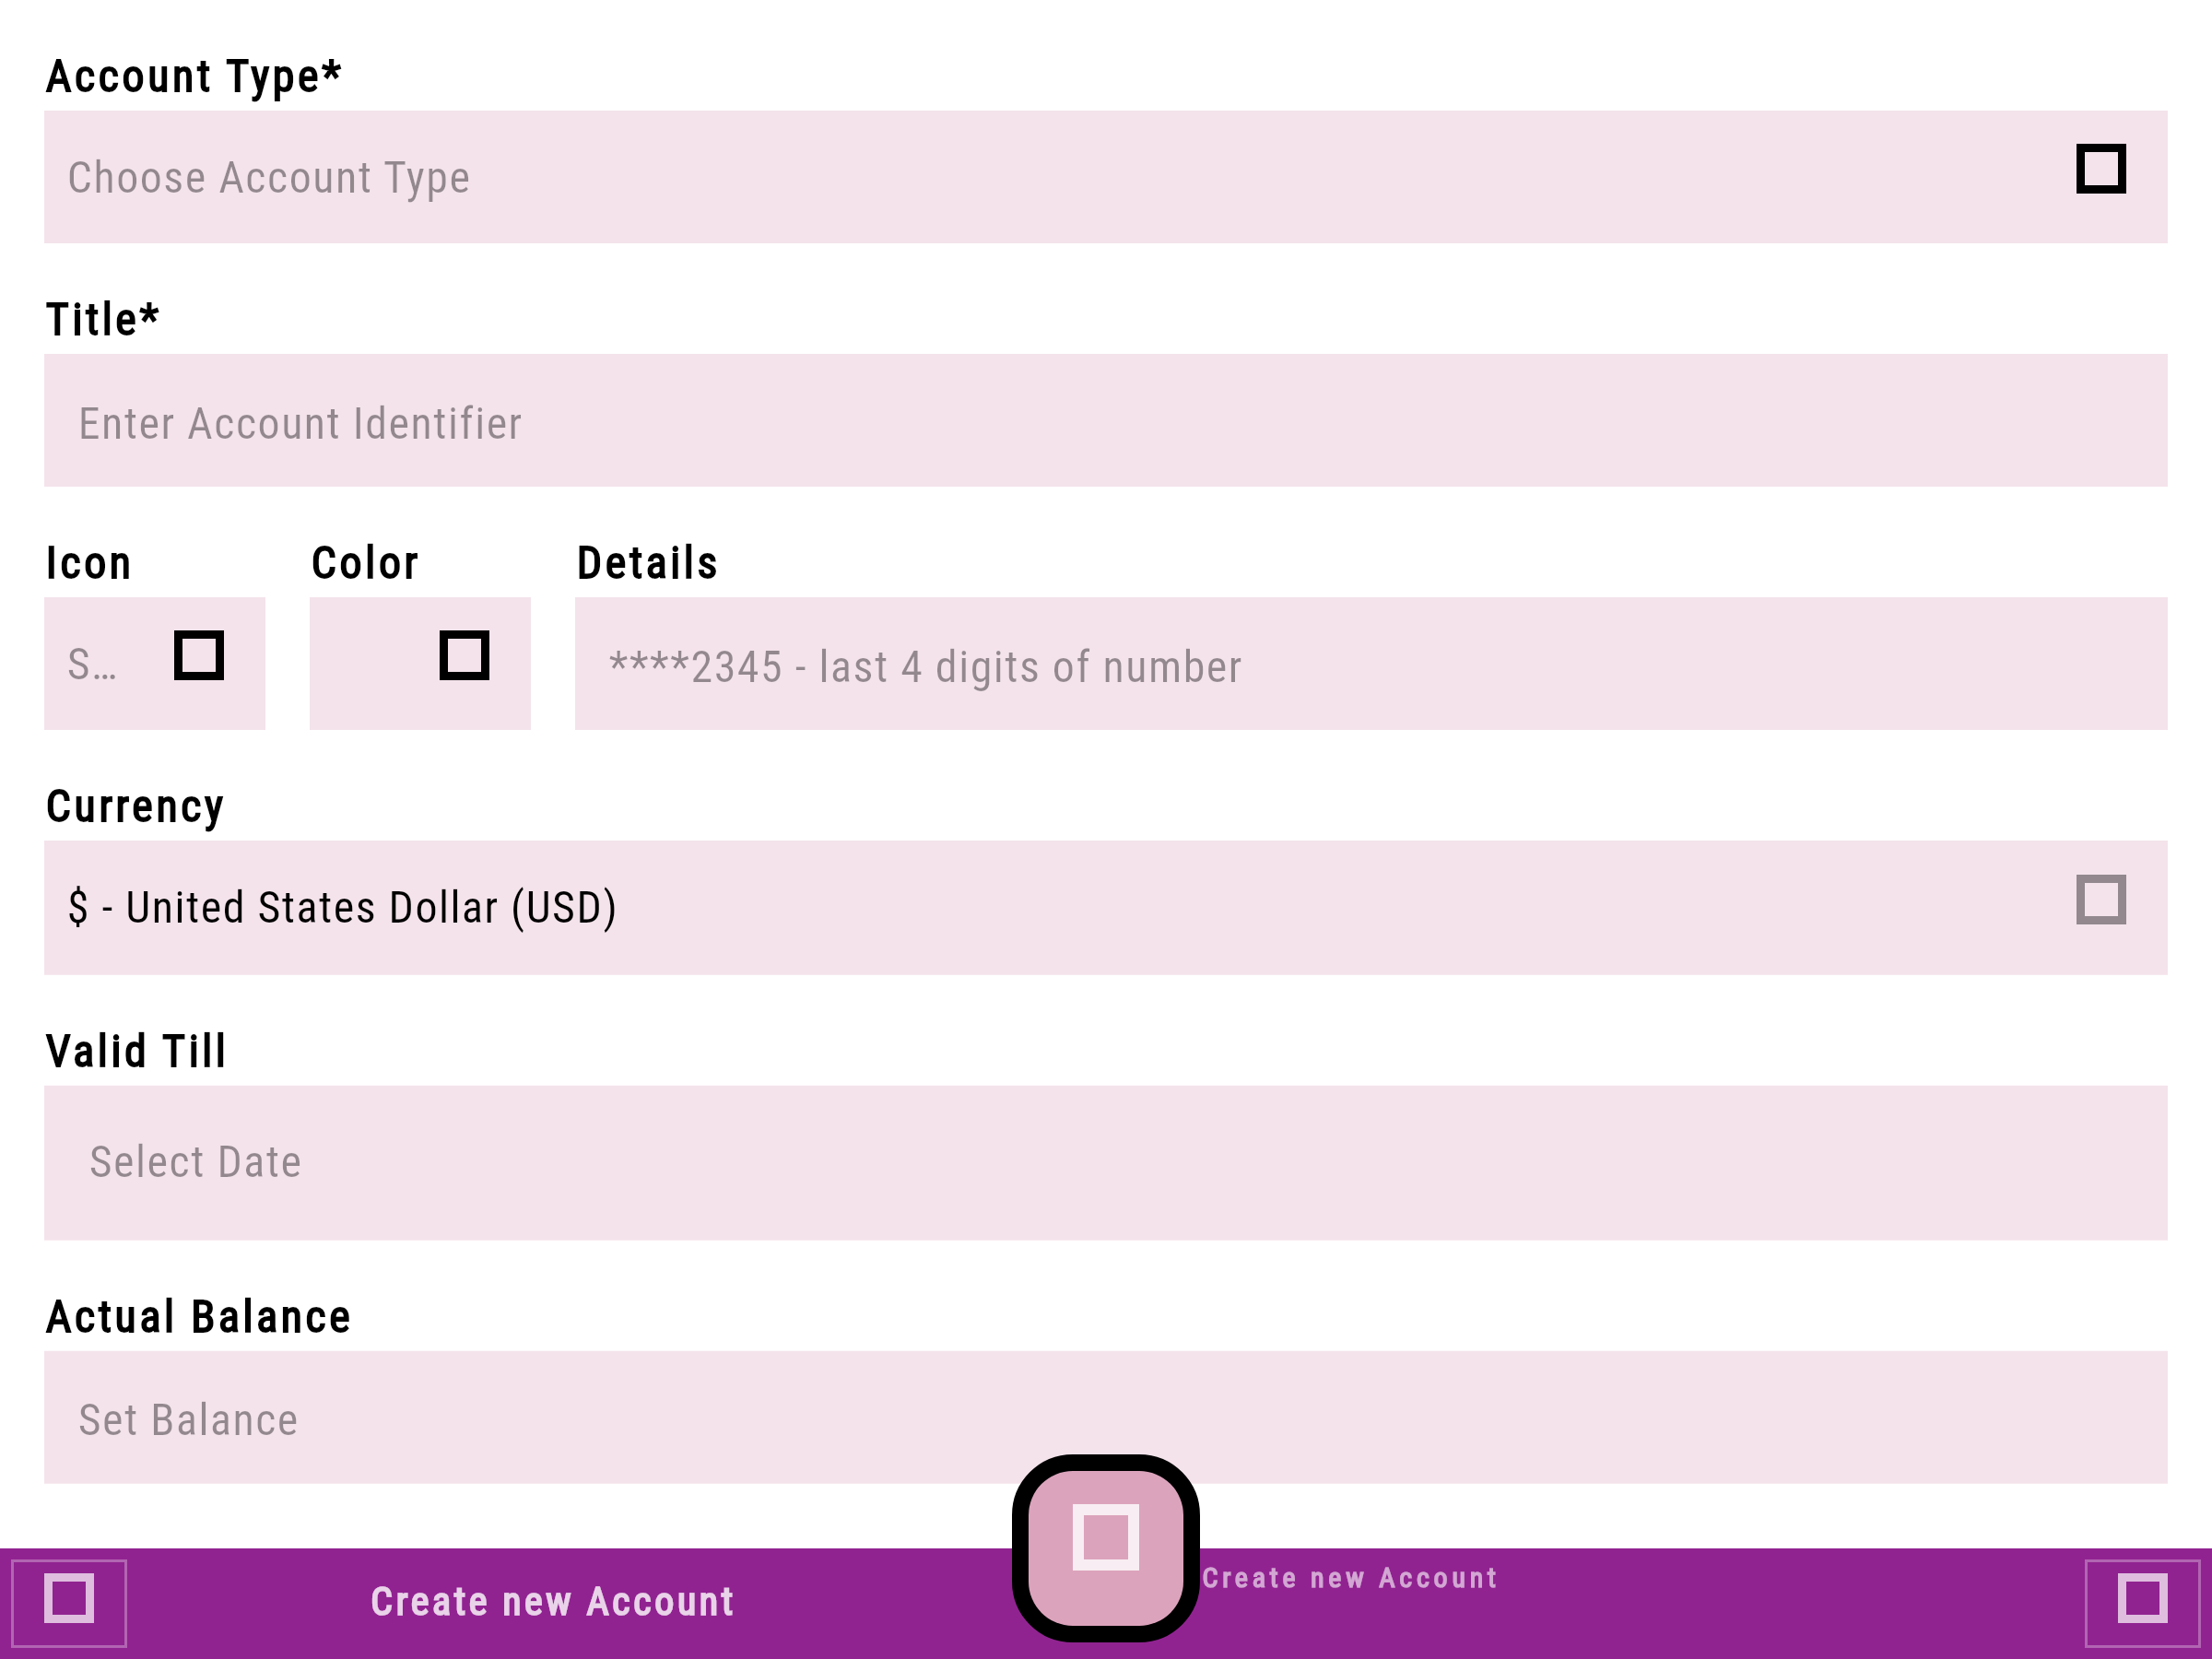 Account Type*
Choose Account Type
Title*
Enter Account Identifier
Icon
Color
Details
S…
****2345 - last 4 digits of number
Currency
$ - United States Dollar (USD)
Valid Till
Select Date
Actual Balance
Set Balance
Create new Account
Create new Account